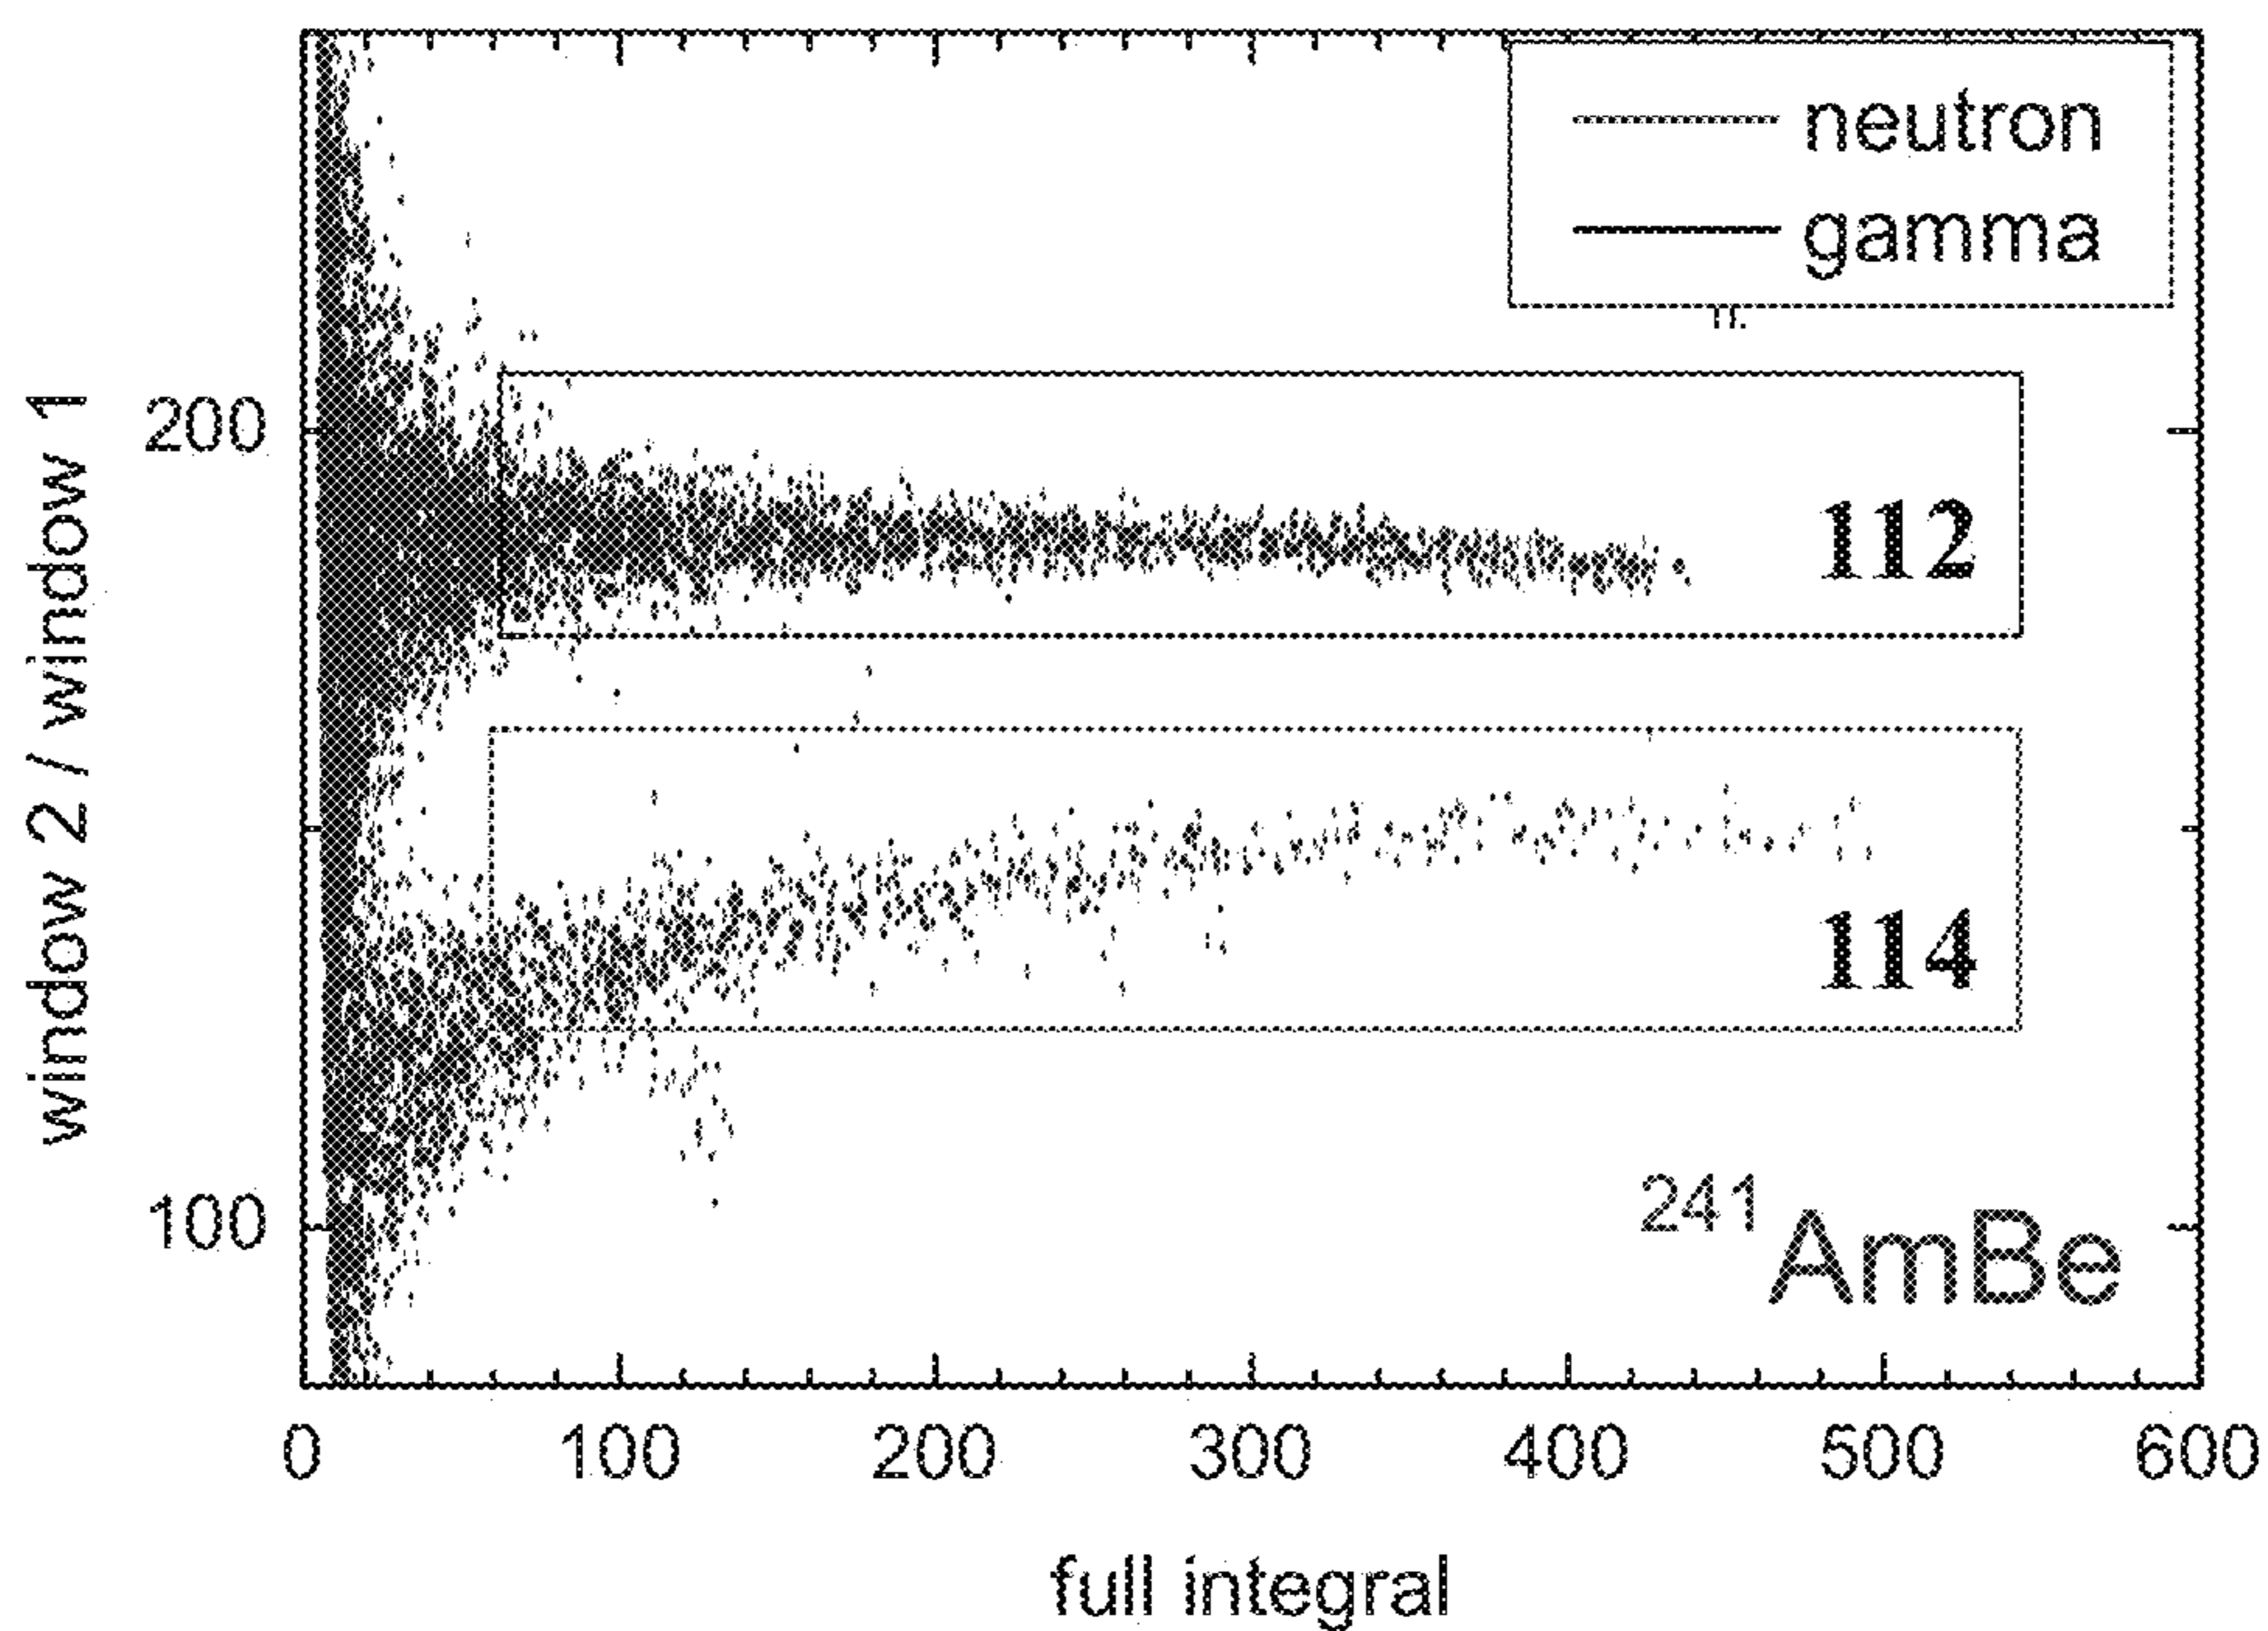 neutron
gamma
200
window 2 / window 1
112
114
100
241AmBe
0 100 200 300 400 500 600
full integral